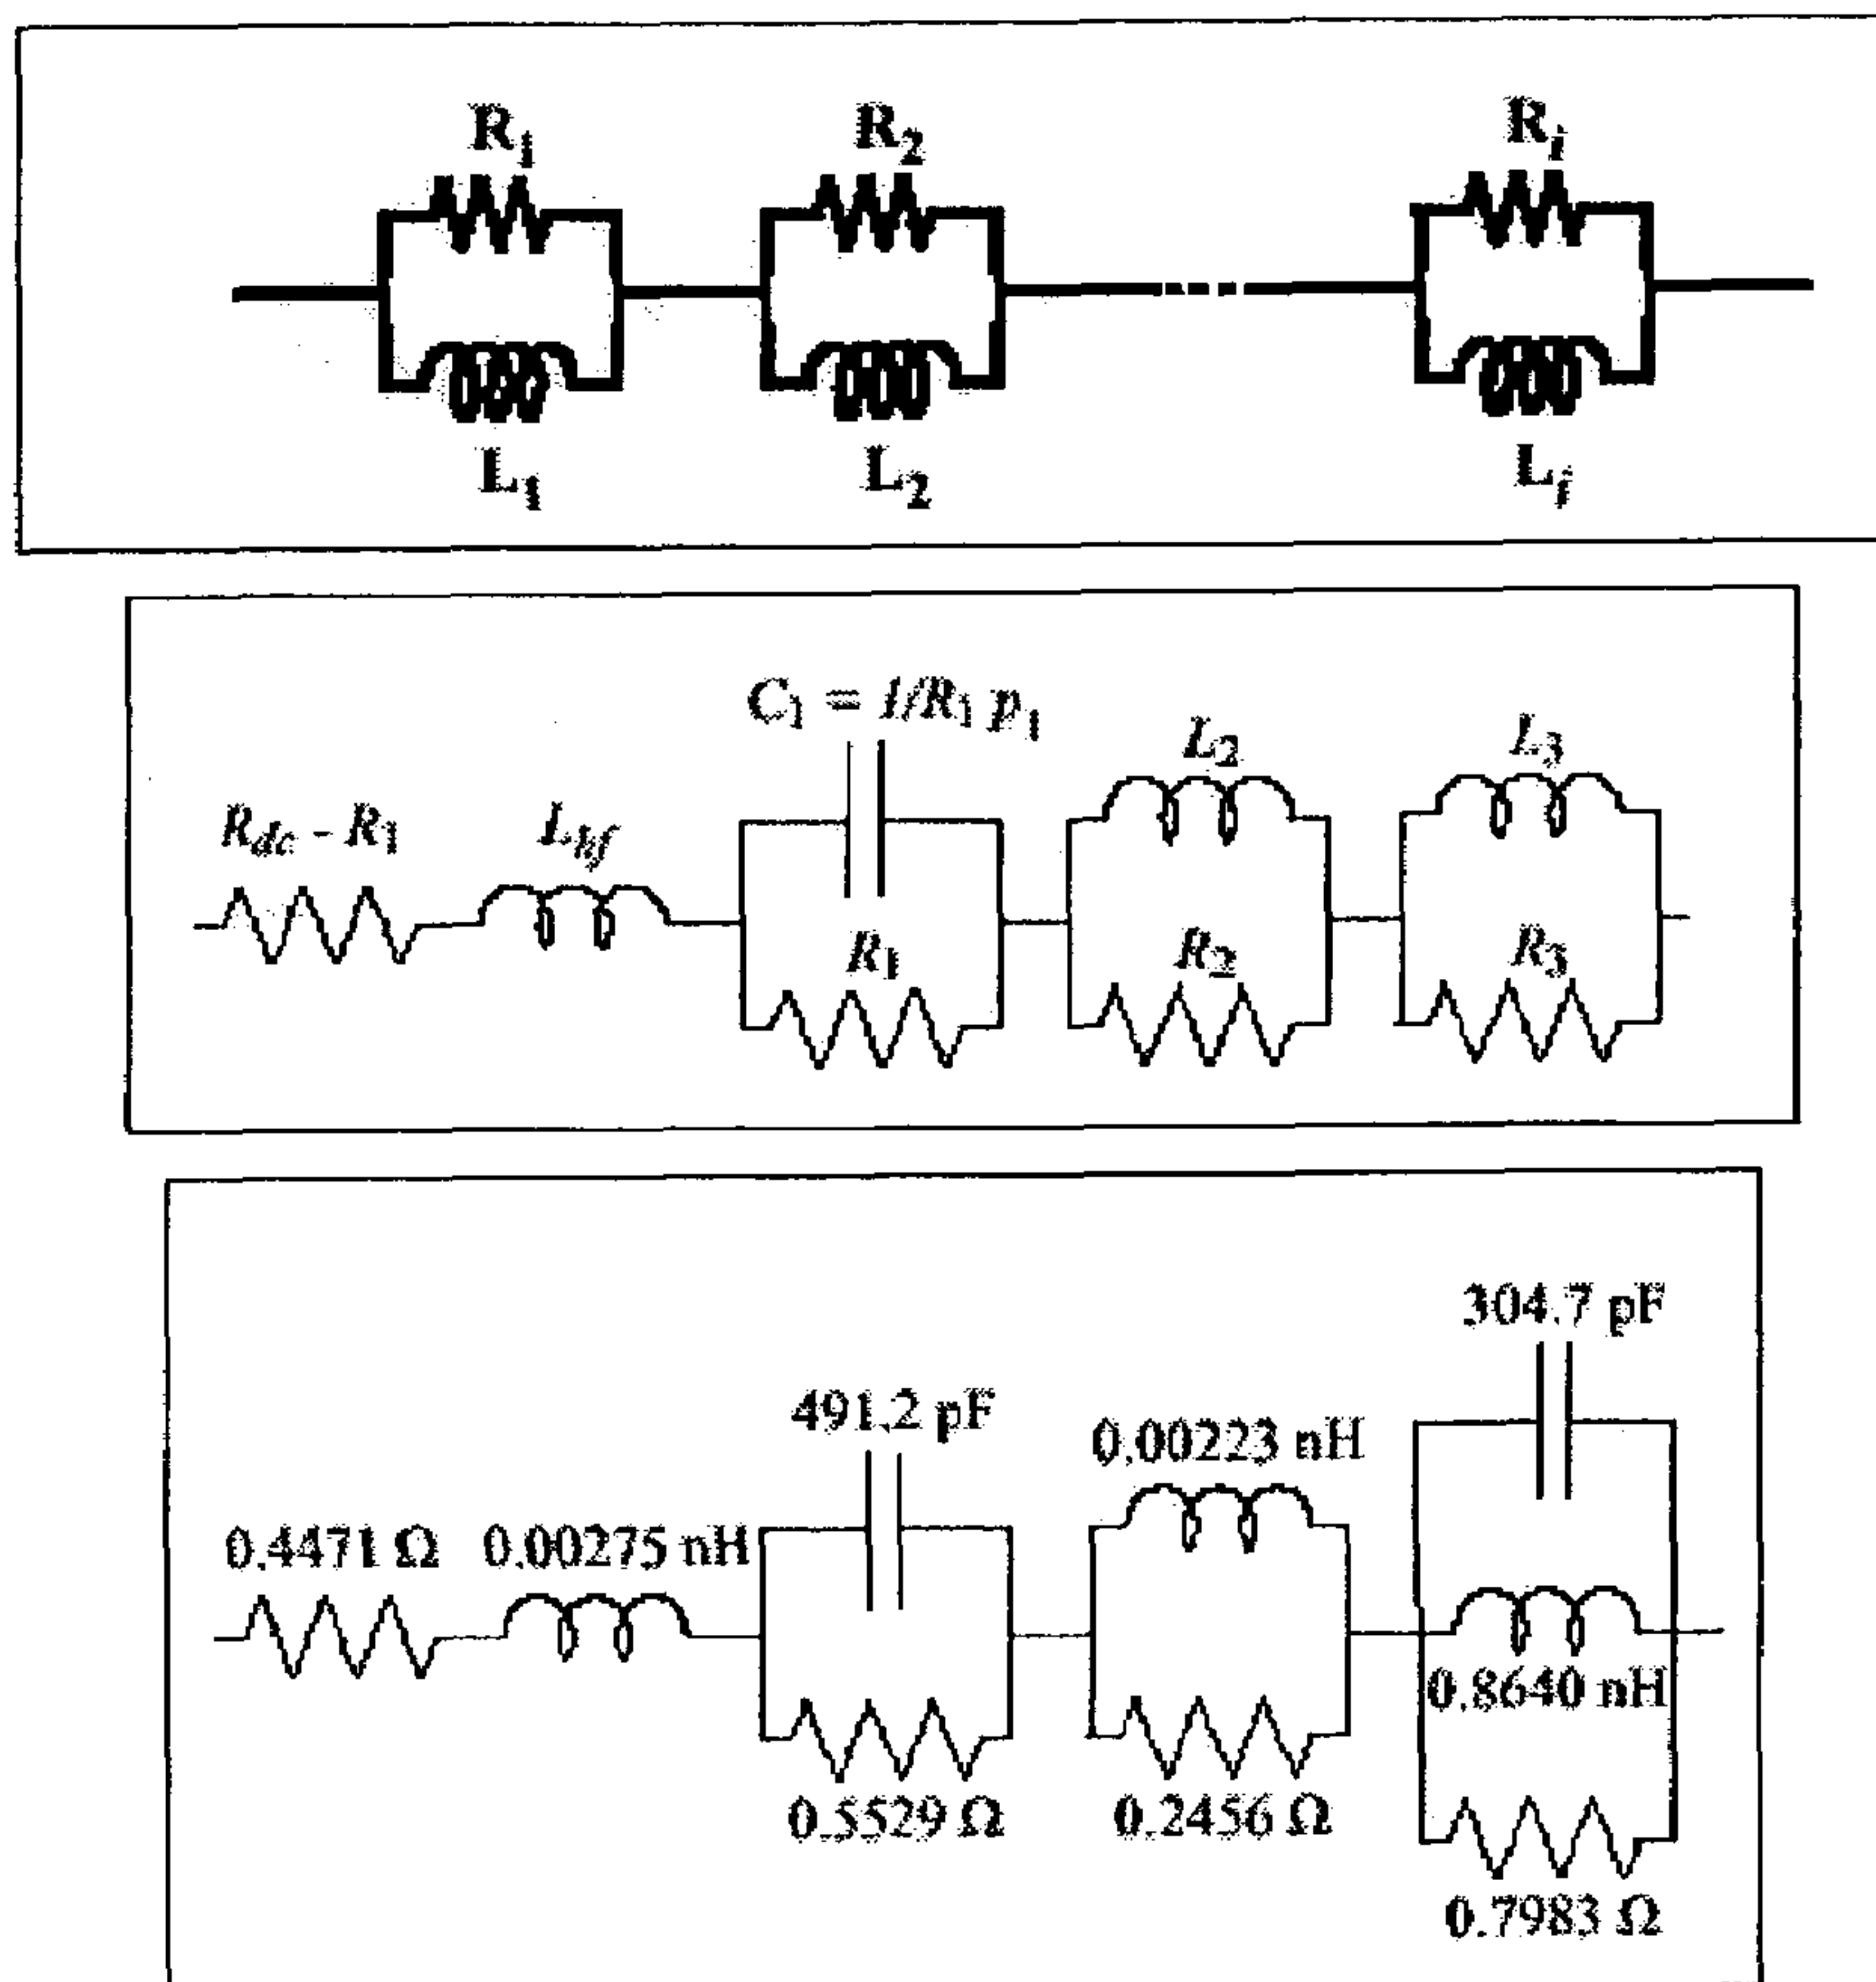 R1 R2 Ri
L1 L2 Li
C1 = 1/R1 p1
L2 L3
Rdc - R1 Lhf
R1 R2 R3
304.7 pF
491.2 pF
0.00223 nH
0.4471 Ω 0.00275 nH
0.8640 nH
0.5529 Ω 0.2456 Ω
0.7983 Ω